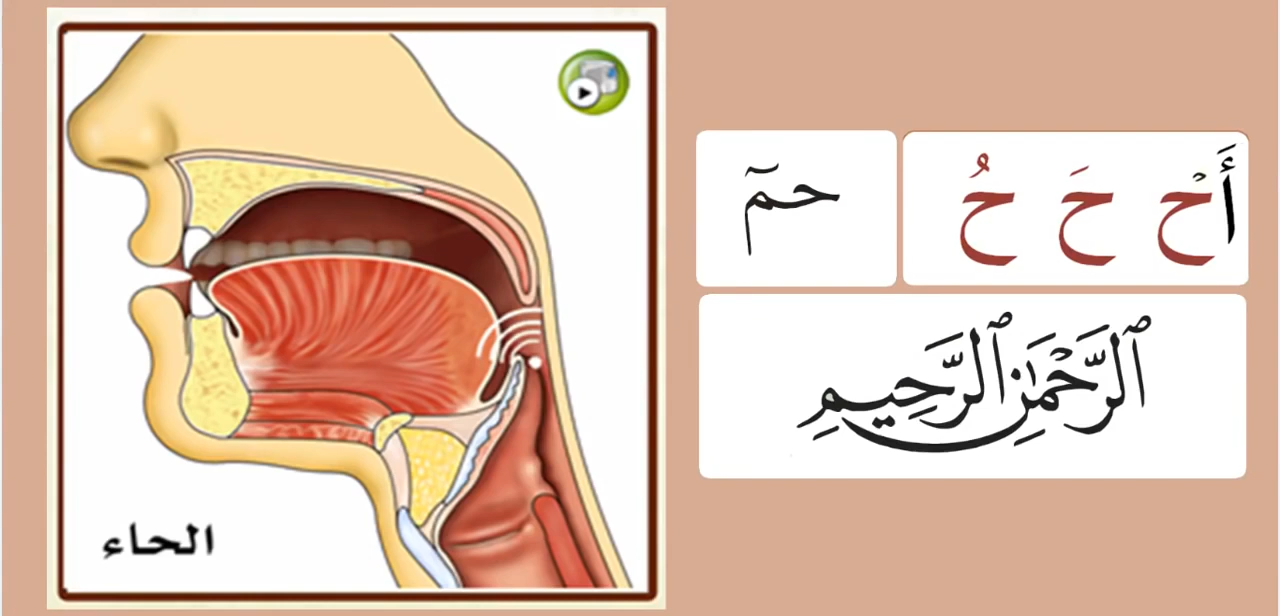 الحاء
أَحْ حَ حُ
حمٓ
ٱلرَّحْمَٰنِ ٱلرَّحِيمِ